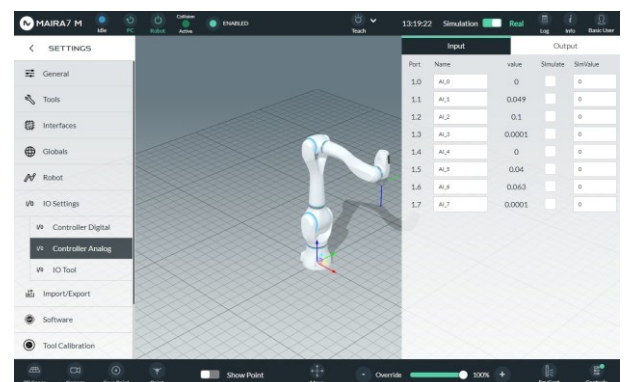 MAIRA7 M
Idle
PC
Robot
Collision
Active
ENABLED
Teach
13:19:22 Simulation Real
Log
Info
Basic User
< SETTINGS
General
Tools
Interfaces
Globals
Robot
I/O IO Settings
I/O Controller Digital
I/O Controller Analog
I/O IO Tool
Import/Export
Software
Tool Calibration
Input Output
Port Name value Simulate SimValue
1.0 AI_0 0 0
1.1 AI_1 0.049 0
1.2 AI_2 0.1 0
1.3 AI_3 0.0001 0
1.4 AI_4 0 0
1.5 AI_5 0.04 0
1.6 AI_6 0.063 0
1.7 AI_7 0.0001 0
Show Point
- Override 100% +